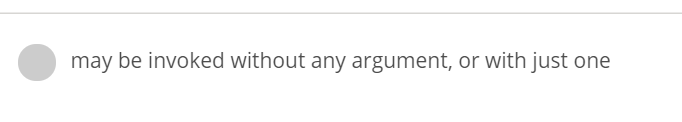 may be invoked without any argument, or with just one